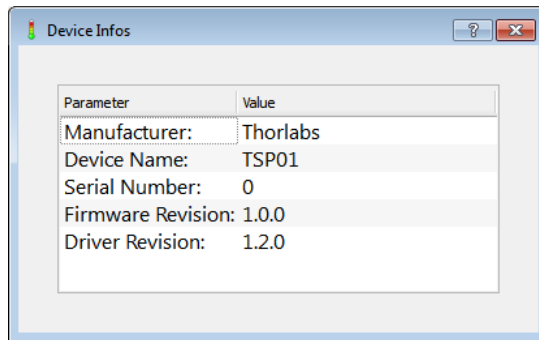 Device Infos
Parameter Value
Manufacturer: Thorlabs
Device Name: TSP01
Serial Number: 0
Firmware Revision: 1.0.0
Driver Revision: 1.2.0